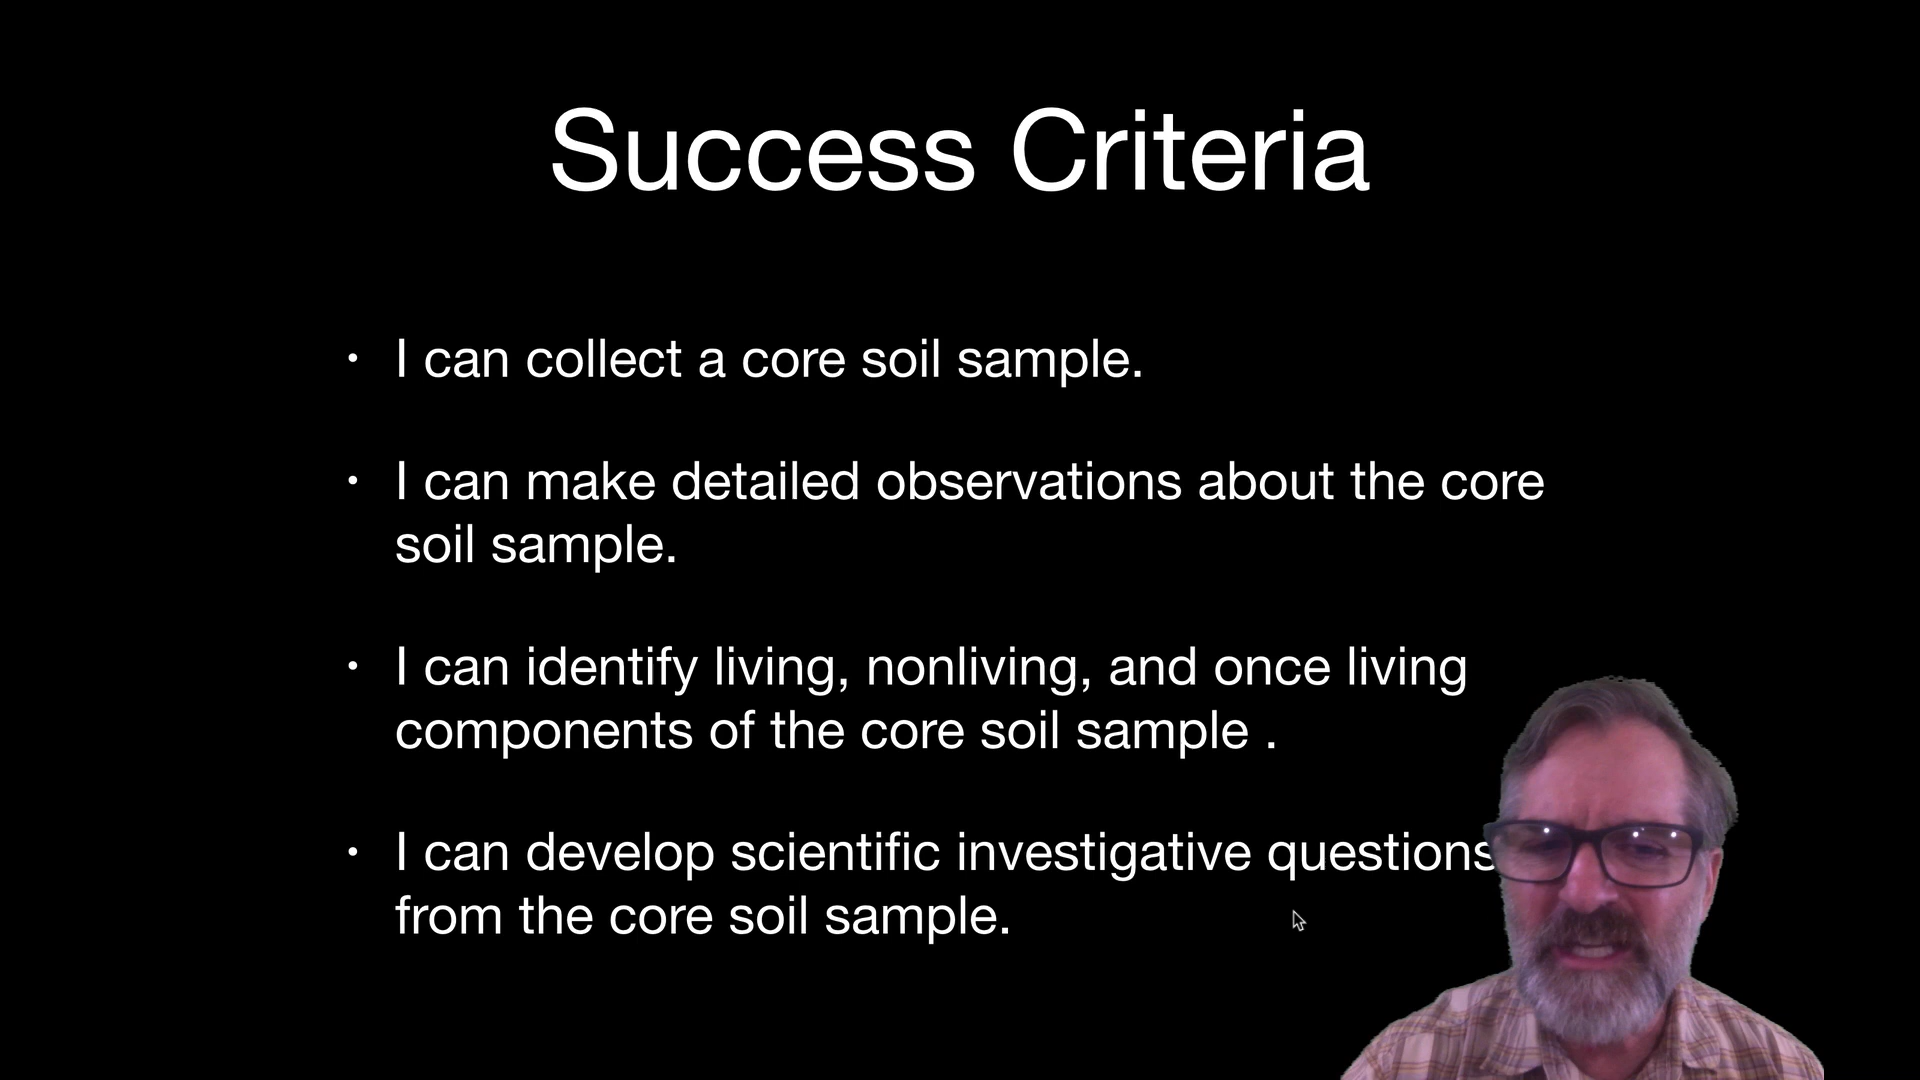 Success Criteria
• I can collect a core soil sample.
• I can make detailed observations about the core
soil sample.
• I can identify living, nonliving, and once living
components of the core soil sample .
• I can develop scientific investigative questions
from the core soil sample.